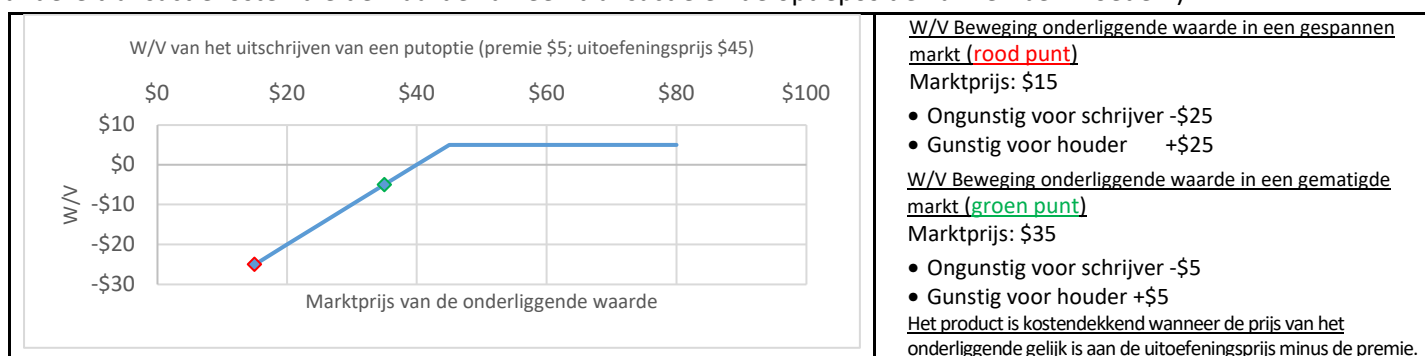 W/V van het uitschrijven van een putoptie (premie $5; uitoefeningsprijs $45)
$0 $20 $40 $60 $80 $100
$10
$0
-$10
-$20
-$30
W/V
Marktprijs van de onderliggende waarde
W/V Beweging onderliggende waarde in een gespannen
markt (rood punt)
Marktprijs: $15
• Ongunstig voor schrijver -$25
• Gunstig voor houder +$25
W/V Beweging onderliggende waarde in een gematigde
markt (groen punt)
Marktprijs: $35
• Ongunstig voor schrijver -$5
• Gunstig voor houder +$5
Het product is kostendekkend wanneer de prijs van het
onderliggende gelijk is aan de uitoefeningsprijs minus de premie.